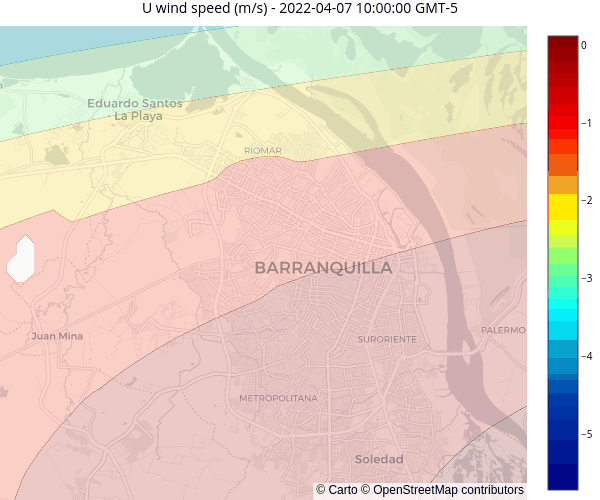 U wind speed (m/s) - 2022-04-07 10:00:00 GMT-5
0
Eduardo Santos
La Playa
−1
RIOMAR
−2
BARRANQUILLA
−3
Juan Mina
SURORIENTE
PALERMO
−4
METROPOLITANA
−5
Soledad
© Carto © OpenStreetMap contributors